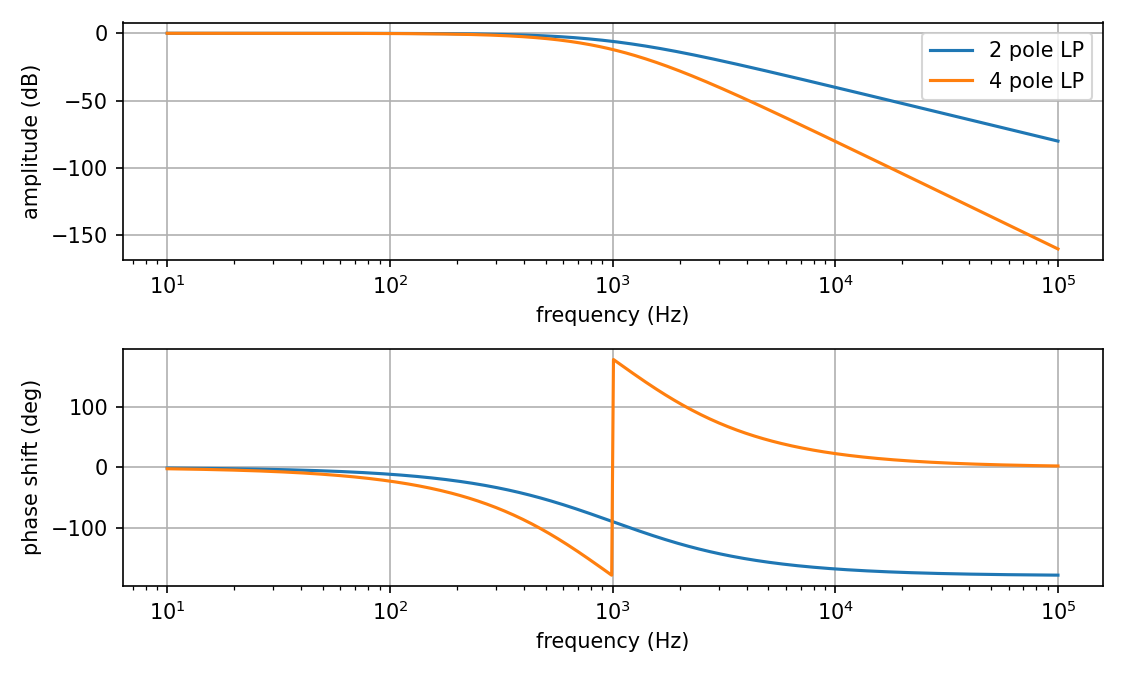 amplitude (dB)
0
−50
−100
−150
2 pole LP
4 pole LP
10¹ 10² 10³ 10⁴ 10⁵
frequency (Hz)
phase shift (deg)
100
0
−100
10¹ 10² 10³ 10⁴ 10⁵
frequency (Hz)